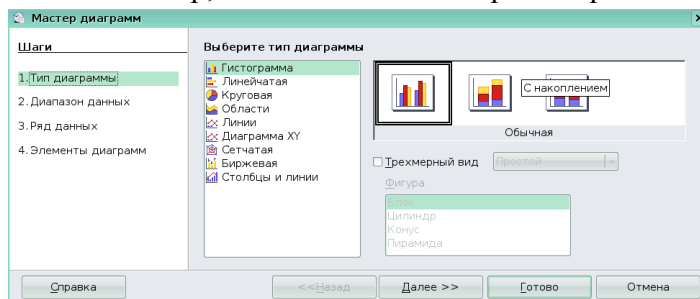 Мастер диаграмм
Шаги
1. Тип диаграммы
2. Диапазон данных
3. Ряд данных
4. Элементы диаграмм
Выберите тип диаграммы
Гистограмма
Линейчатая
Круговая
Области
Линии
Диаграмма XY
Сетчатая
Биржевая
Столбцы и линии
С накоплением
Обычная
Трехмерный вид
Простой
Фигура
Блок
Цилиндр
Конус
Пирамида
Справка
<<Назад
Далее >>
Готово
Отмена